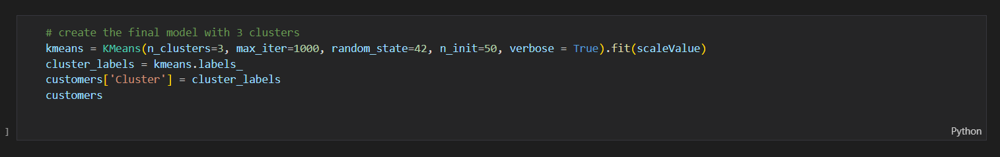 # create the final model with 3 clusters
kmeans = KMeans(n_clusters=3, max_iter=1000, random_state=42, n_init=50, verbose = True).fit(scaleValue)
cluster_labels = kmeans.labels_
customers['Cluster'] = cluster_labels
customers
]
Python